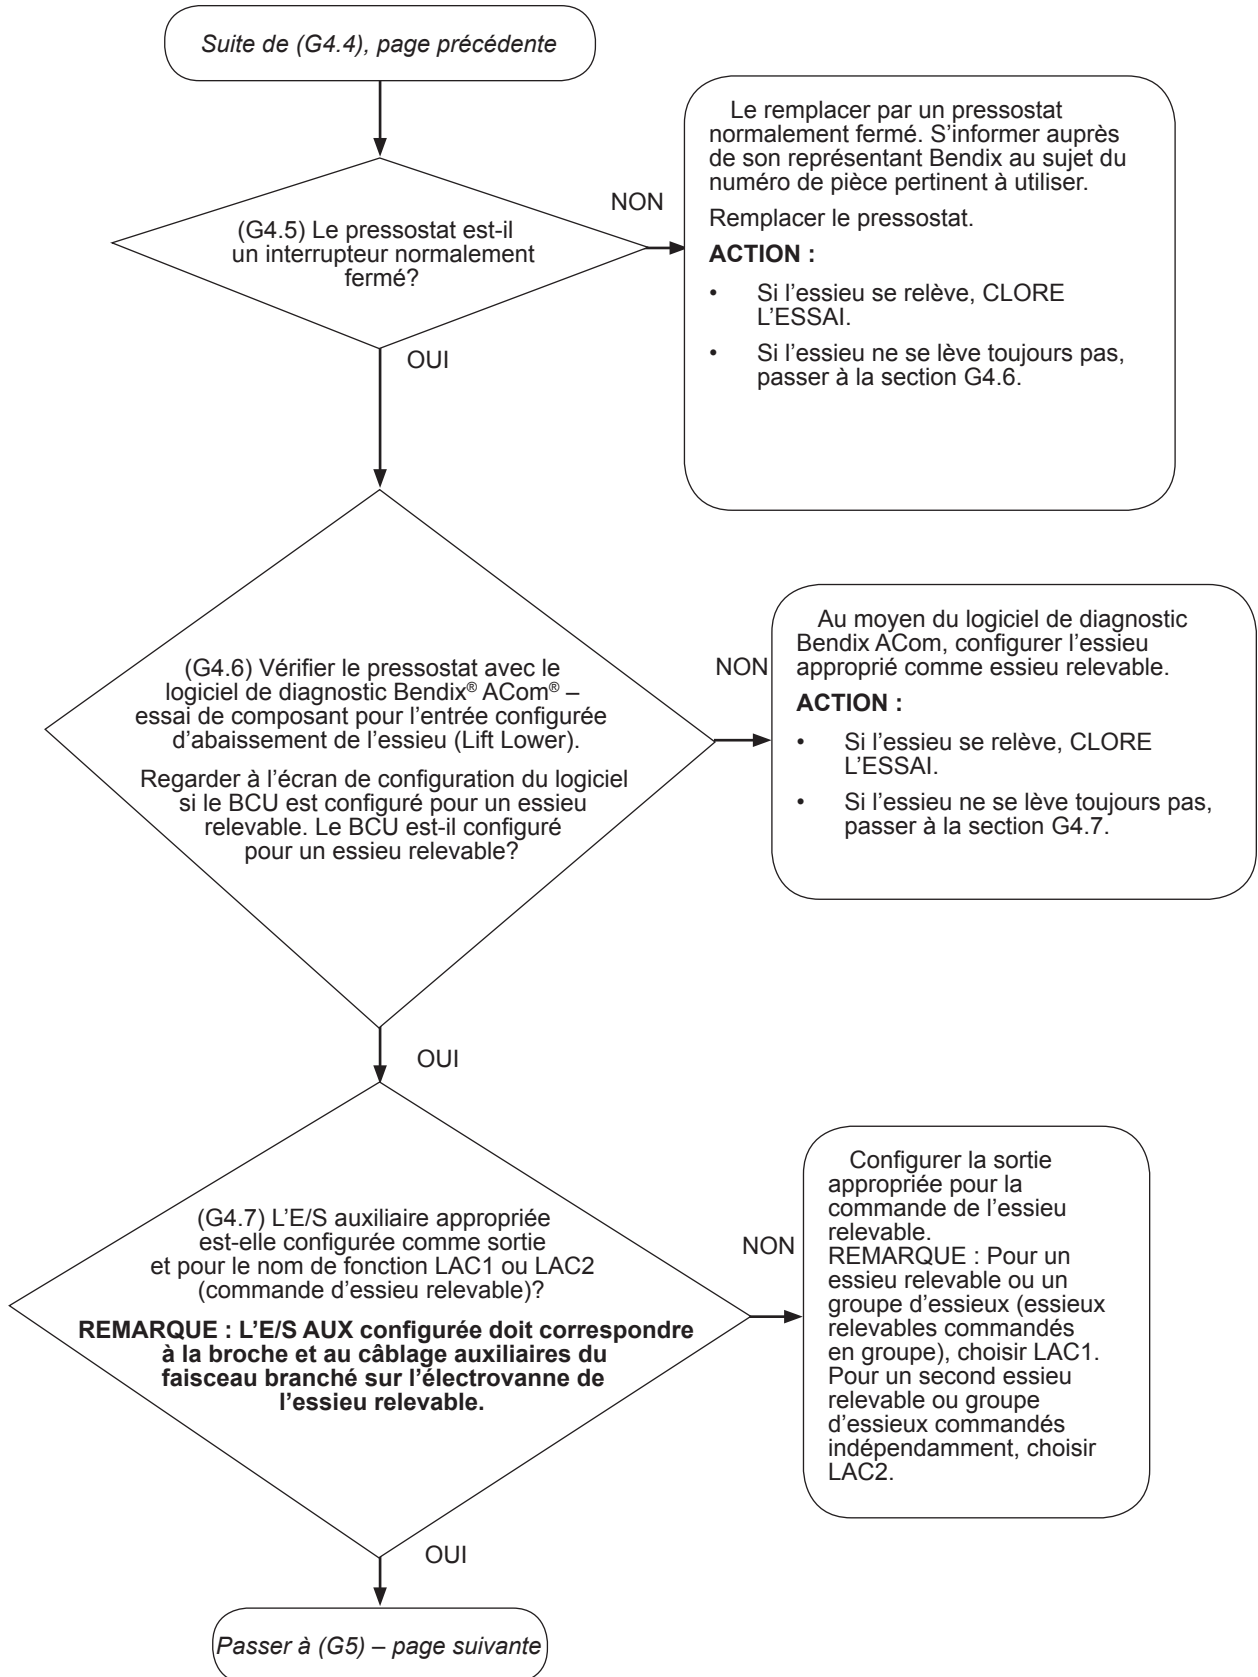 Suite de (G4.4), page précédente
(G4.5) Le pressostat est-il
un interrupteur normalement
fermé?
NON
Le remplacer par un pressostat
normalement fermé. S’informer auprès
de son représentant Bendix au sujet du
numéro de pièce pertinent à utiliser.
Remplacer le pressostat.
ACTION :
• Si l’essieu se relève, CLORE
L’ESSAI.
• Si l’essieu ne se lève toujours pas,
passer à la section G4.6.
OUI
(G4.6) Vérifier le pressostat avec le
logiciel de diagnostic Bendix® ACom® –
essai de composant pour l’entrée configurée
d’abaissement de l’essieu (Lift Lower).
Regarder à l’écran de configuration du logiciel
si le BCU est configuré pour un essieu
relevable. Le BCU est-il configuré
pour un essieu relevable?
NON
Au moyen du logiciel de diagnostic
Bendix ACom, configurer l’essieu
approprié comme essieu relevable.
ACTION :
• Si l’essieu se relève, CLORE
L’ESSAI.
• Si l’essieu ne se lève toujours pas,
passer à la section G4.7.
OUI
(G4.7) L’E/S auxiliaire appropriée
est-elle configurée comme sortie
et pour le nom de fonction LAC1 ou LAC2
(commande d’essieu relevable)?
REMARQUE : L’E/S AUX configurée doit correspondre
à la broche et au câblage auxiliaires du
faisceau branché sur l’électrovanne de
l’essieu relevable.
NON
Configurer la sortie
appropriée pour la
commande de l’essieu
relevable.
REMARQUE : Pour un
essieu relevable ou un
groupe d’essieux (essieux
relevables commandés
en groupe), choisir LAC1.
Pour un second essieu
relevable ou groupe
d’essieux commandés
indépendamment, choisir
LAC2.
OUI
Passer à (G5) – page suivante